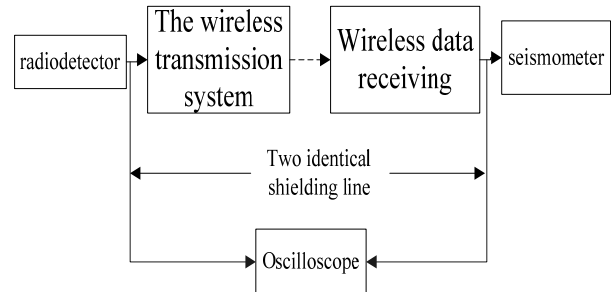 radiodetector
The wireless
transmission
system
Wireless data
receiving
seismometer
Two identical
shielding line
Oscilloscope